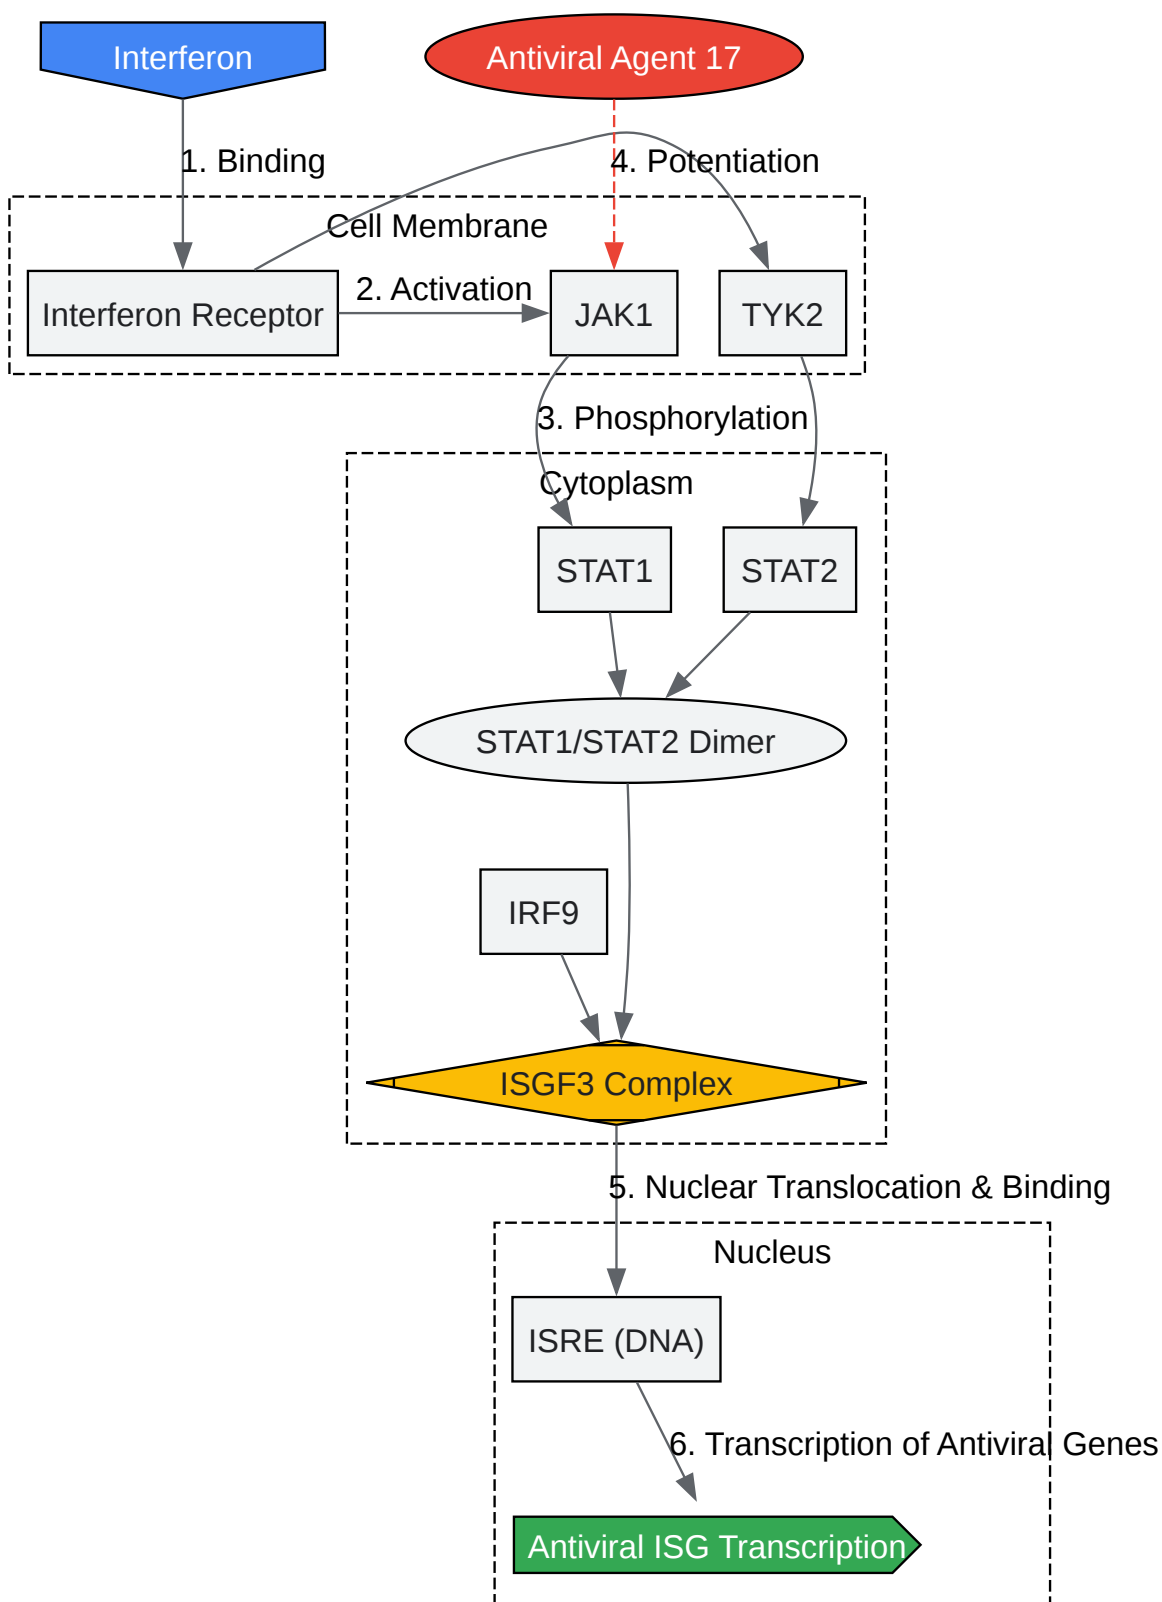 Interferon
Antiviral Agent 17
1. Binding
4. Potentiation
Cell Membrane
2. Activation
Interferon Receptor
JAK1
TYK2
3. Phosphorylation
Cytoplasm
STAT1
STAT2
STAT1/STAT2 Dimer
IRF9
ISGF3 Complex
5. Nuclear Translocation & Binding
Nucleus
ISRE (DNA)
6. Transcription of Antiviral Genes
Antiviral ISG Transcription